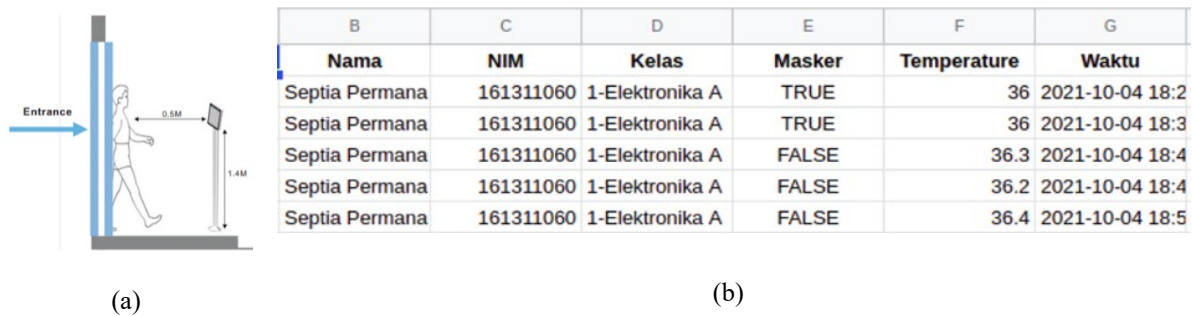 Entrance
0.5M
1.4M
B C D E F G
Nama NIM Kelas Masker Temperature Waktu
Septia Permana 161311060 1-Elektronika A TRUE 36 2021-10-04 18:2
Septia Permana 161311060 1-Elektronika A TRUE 36 2021-10-04 18:3
Septia Permana 161311060 1-Elektronika A FALSE 36.3 2021-10-04 18:4
Septia Permana 161311060 1-Elektronika A FALSE 36.2 2021-10-04 18:4
Septia Permana 161311060 1-Elektronika A FALSE 36.4 2021-10-04 18:5
(a) (b)